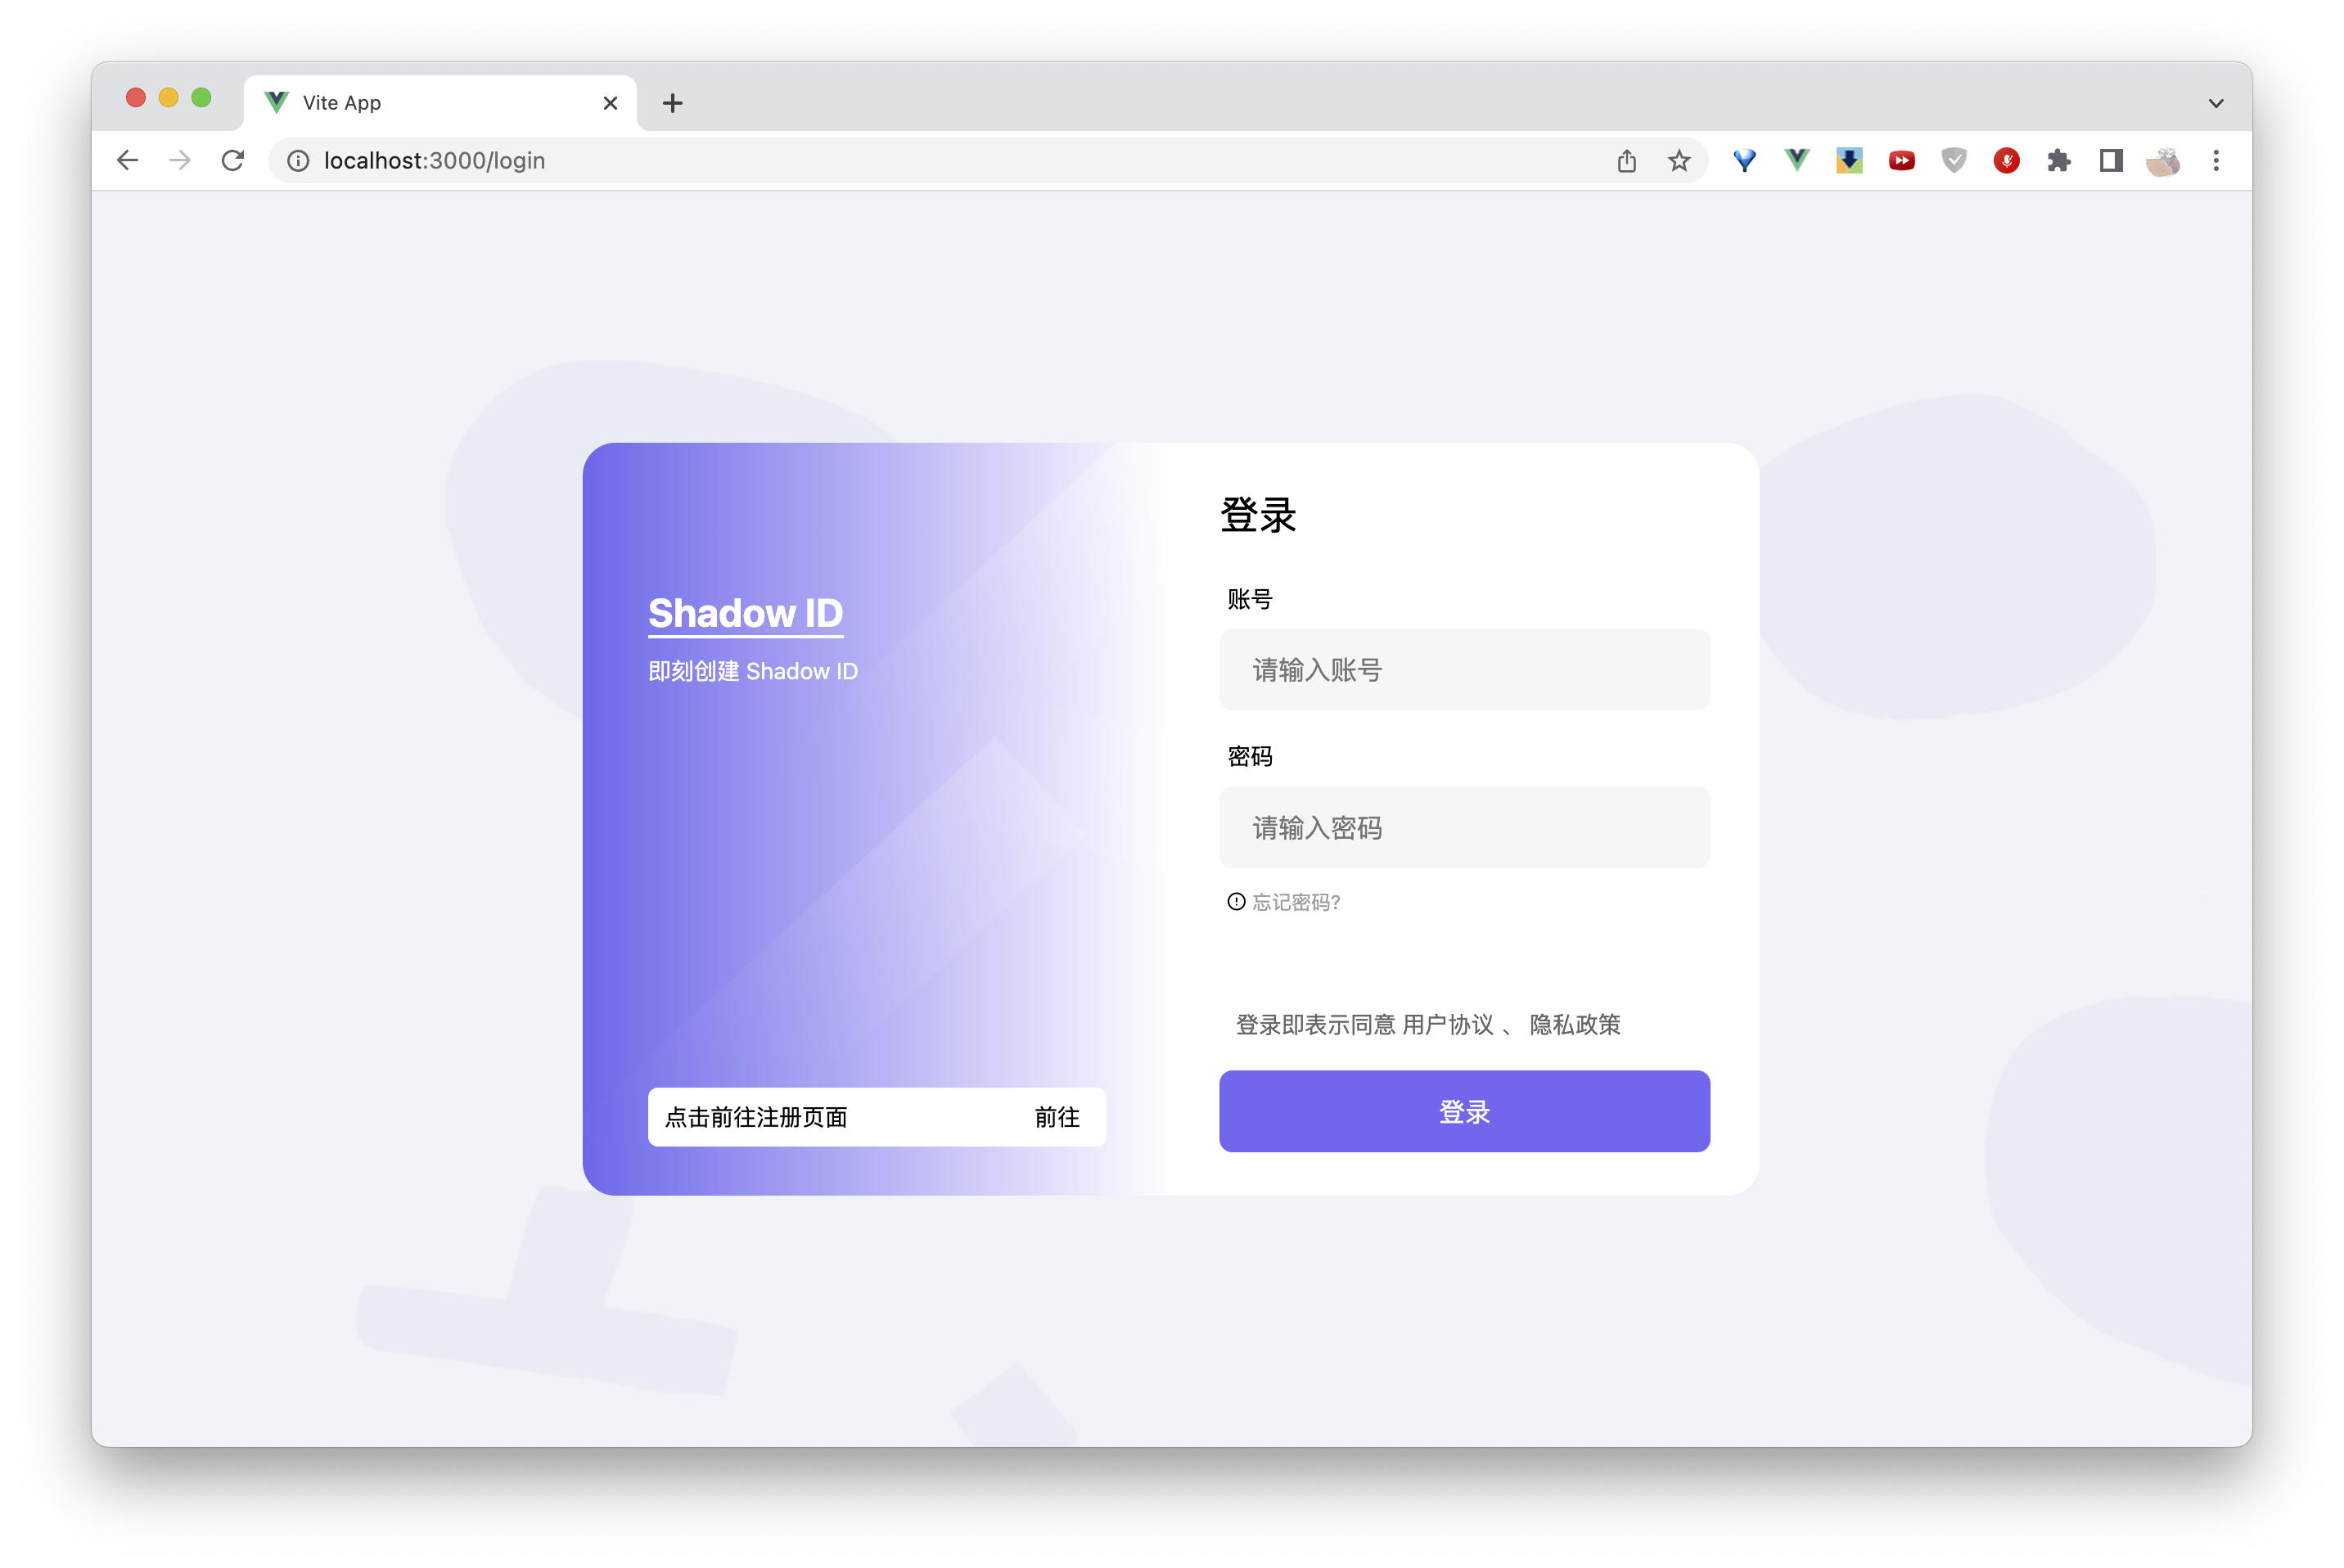 Vite App
localhost:3000/login
Shadow ID
即刻创建 Shadow ID
点击前往注册页面 前往
登录
账号
请输入账号
密码
请输入密码
忘记密码?
登录即表示同意 用户协议 、 隐私政策
登录